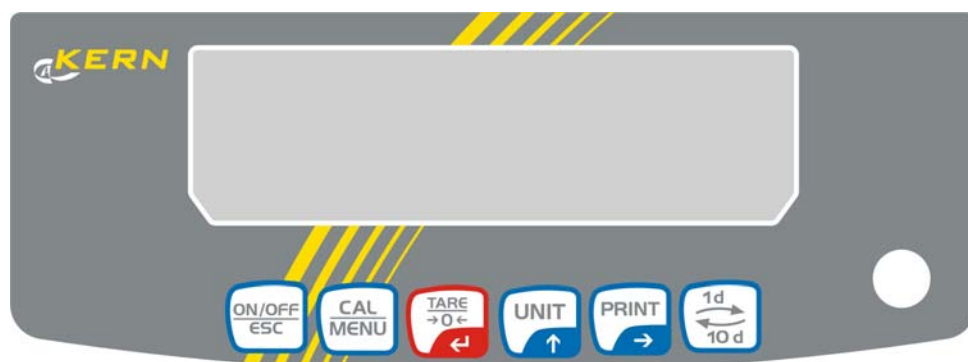 KERN
ON/OFF
ESC
CAL
MENU
TARE
→0←
↵
UNIT
↑
PRINT
→
1d
10 d